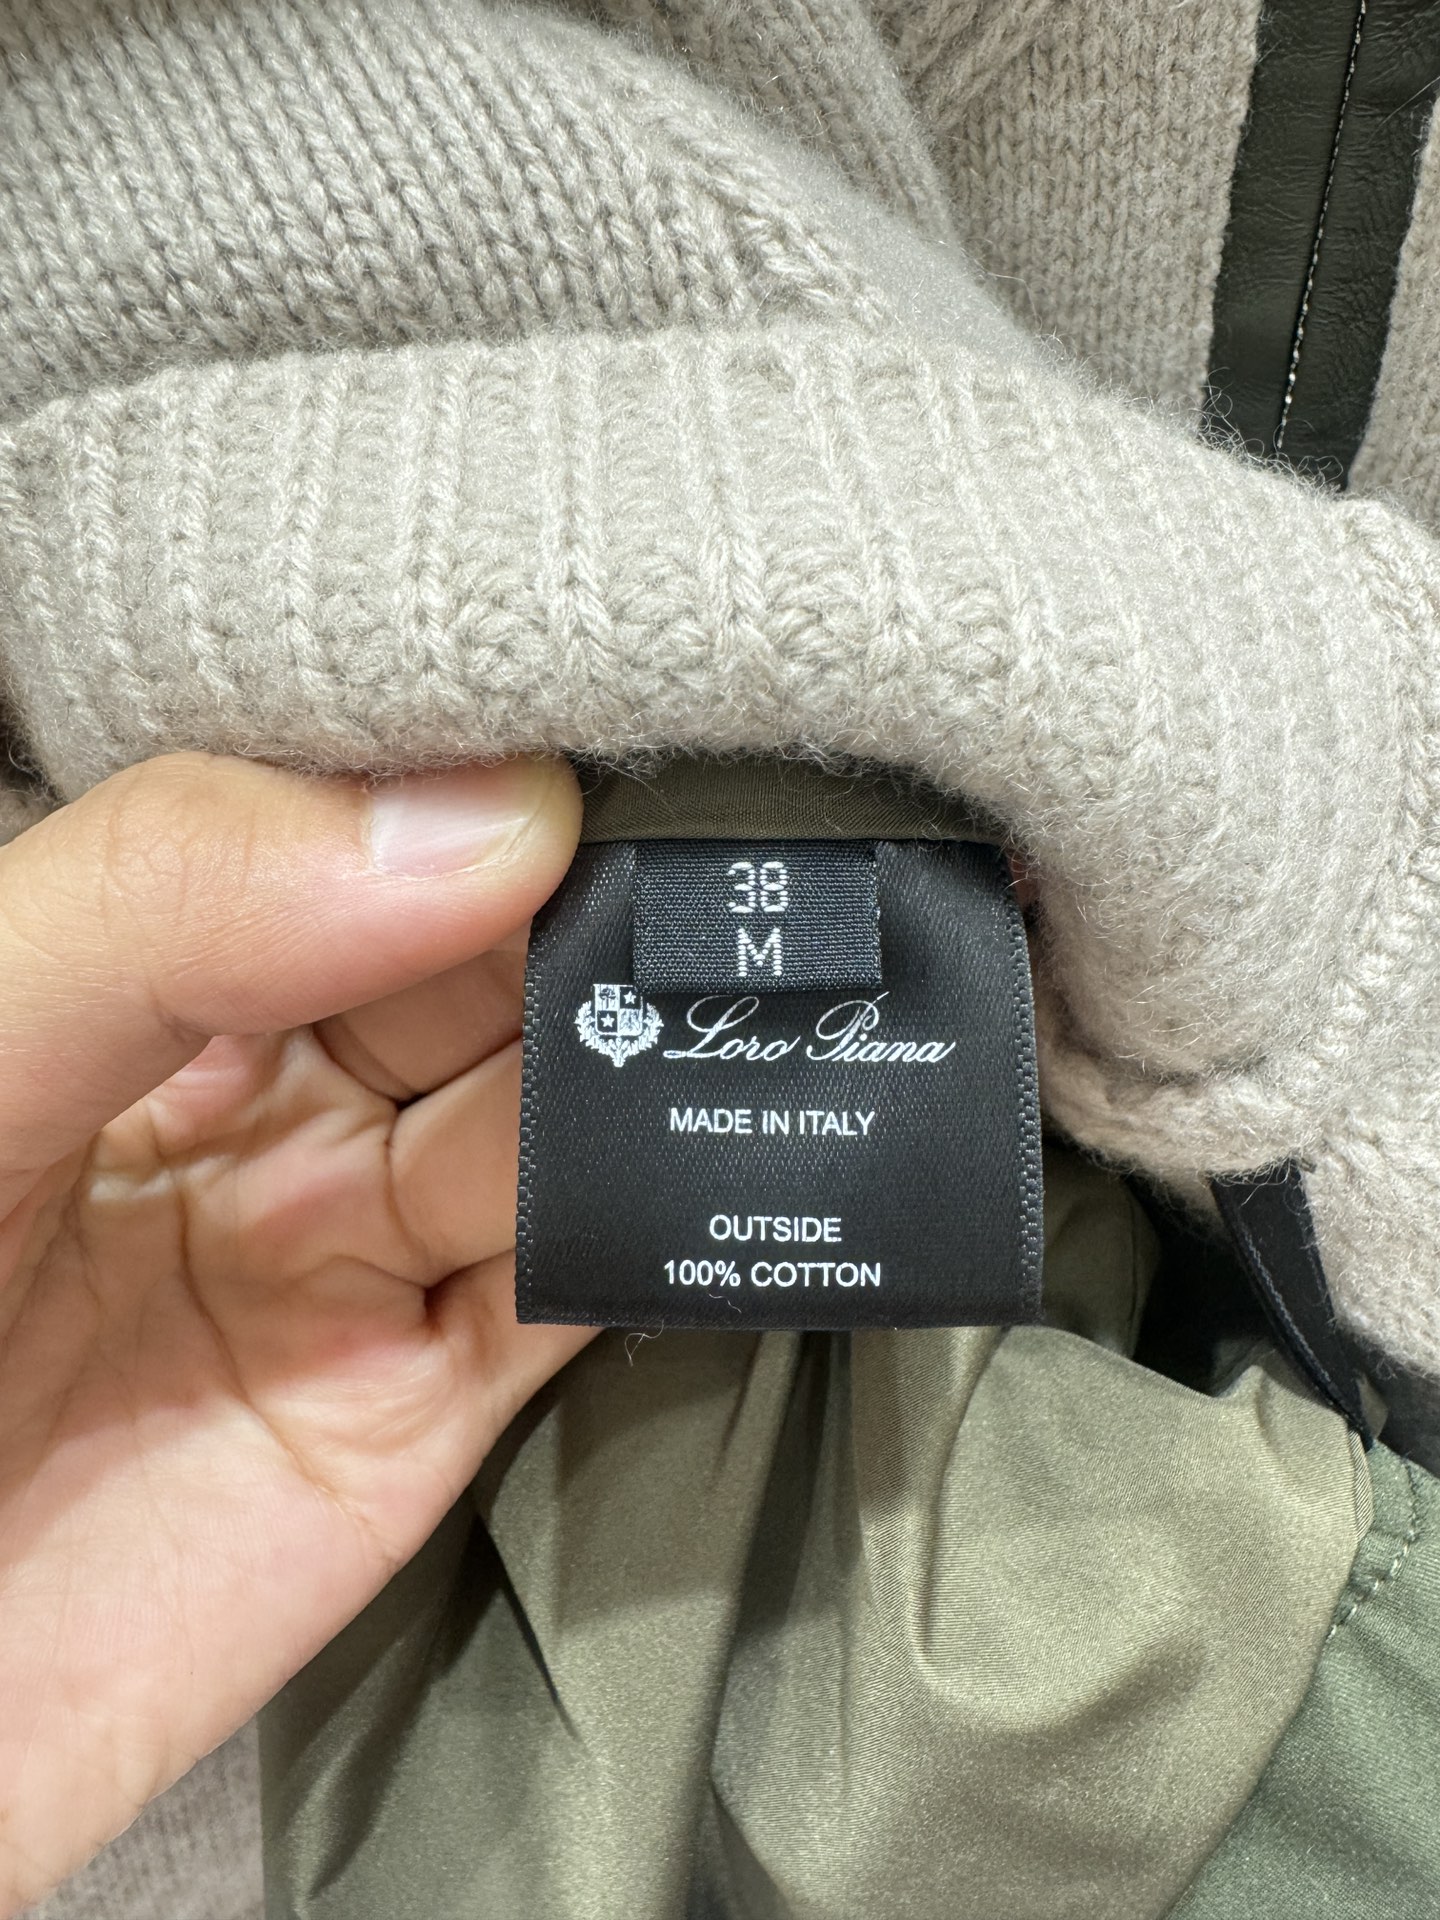 38
M
Loro Piana
MADE IN ITALY
OUTSIDE
100% COTTON